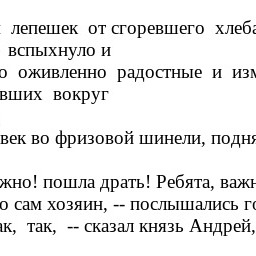 лепешек от сгоревшего хлеба
вспыхнуло и
оживленно радостные и изм
вших вокруг
век во фризовой шинели, подня
жно! пошла драть! Ребята, важн
сам хозяин, -- послышались го
ак, так, -- сказал князь Андрей,